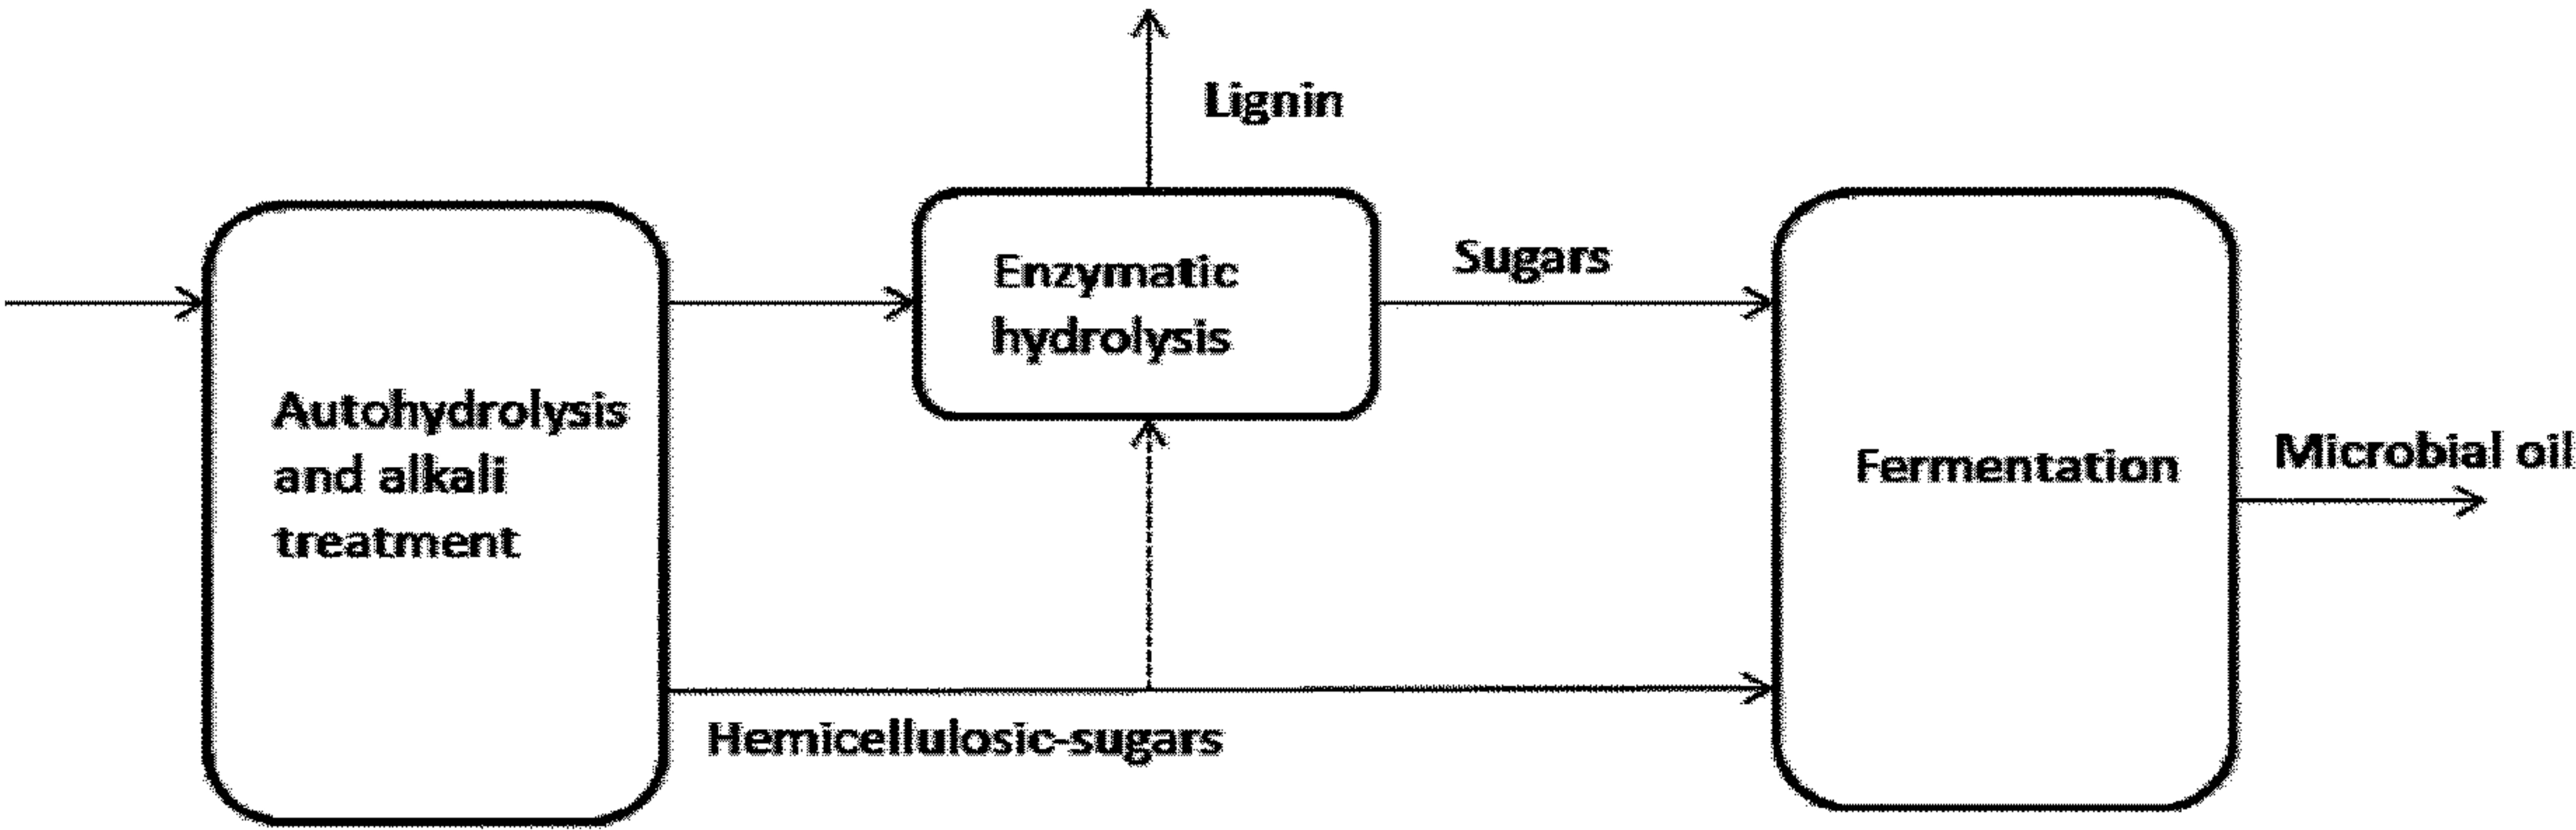 Lignin
Enzymatic
hydrolysis
Sugars
Autohydrolysis
and alkali
treatment
Fermentation
Microbial oil
Hemicellulosic-sugars